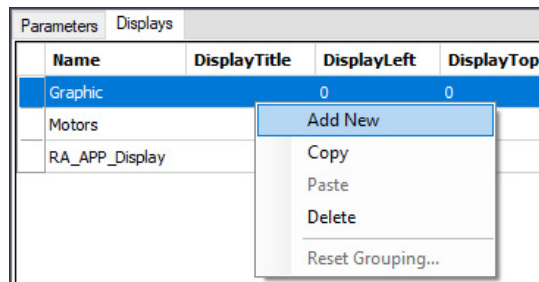 Parameters Displays
Name DisplayTitle DisplayLeft DisplayTop
Graphic 0 0
Motors
RA_APP_Display
Add New
Copy
Paste
Delete
Reset Grouping...